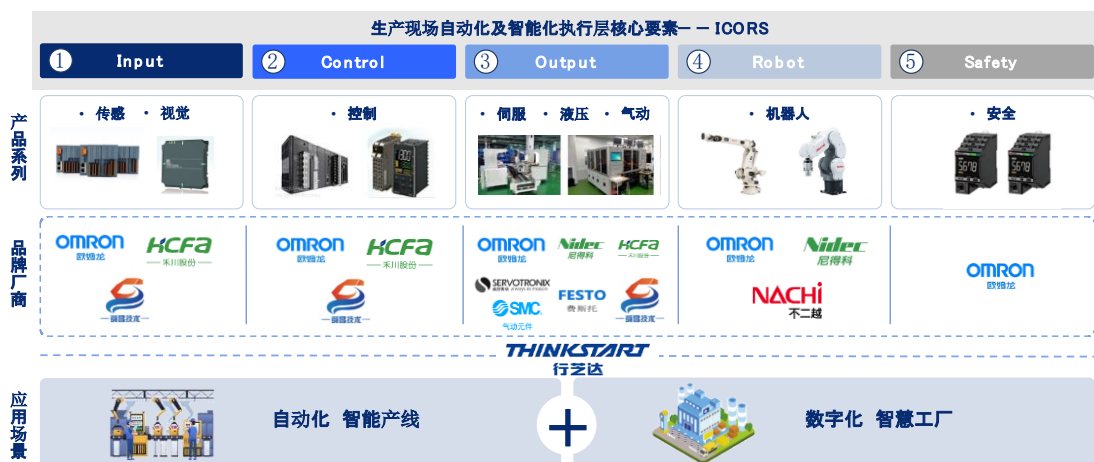 生产现场自动化及智能化执行层核心要素—— ICORS
① Input
② Control
③ Output
④ Robot
⑤ Safety
产品系列
· 传感 · 视觉
· 控制
· 伺服 · 液压 · 气动
· 机器人
· 安全
5678
5678
品牌厂商
OMRON
欧姆龙
HCFa
禾川股份
OMRON
欧姆龙
HCFa
禾川股份
OMRON
欧姆龙
Nidec
尼得科
HCFa
禾川股份
SERVOTRONIX
SMC.
气动元件
FESTO
费斯托
OMRON
欧姆龙
Nidec
尼得科
NACHi
不二越
OMRON
欧姆龙
THINKSTART
行芝达
应用场景
自动化 智能产线
+
数字化 智慧工厂